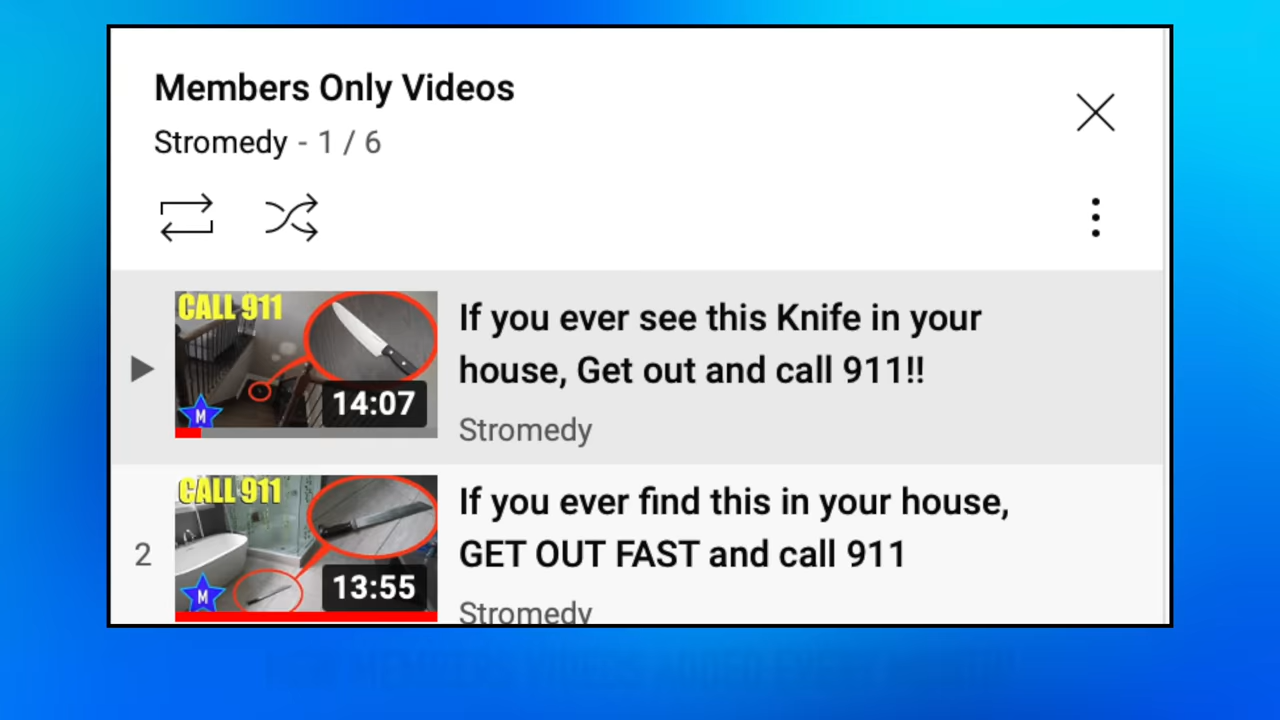 Members Only Videos
Stromedy - 1 / 6
CALL 911
M
14:07
If you ever see this Knife in your
house, Get out and call 911!!
Stromedy
2
CALL 911
M
13:55
If you ever find this in your house,
GET OUT FAST and call 911
Stromedy